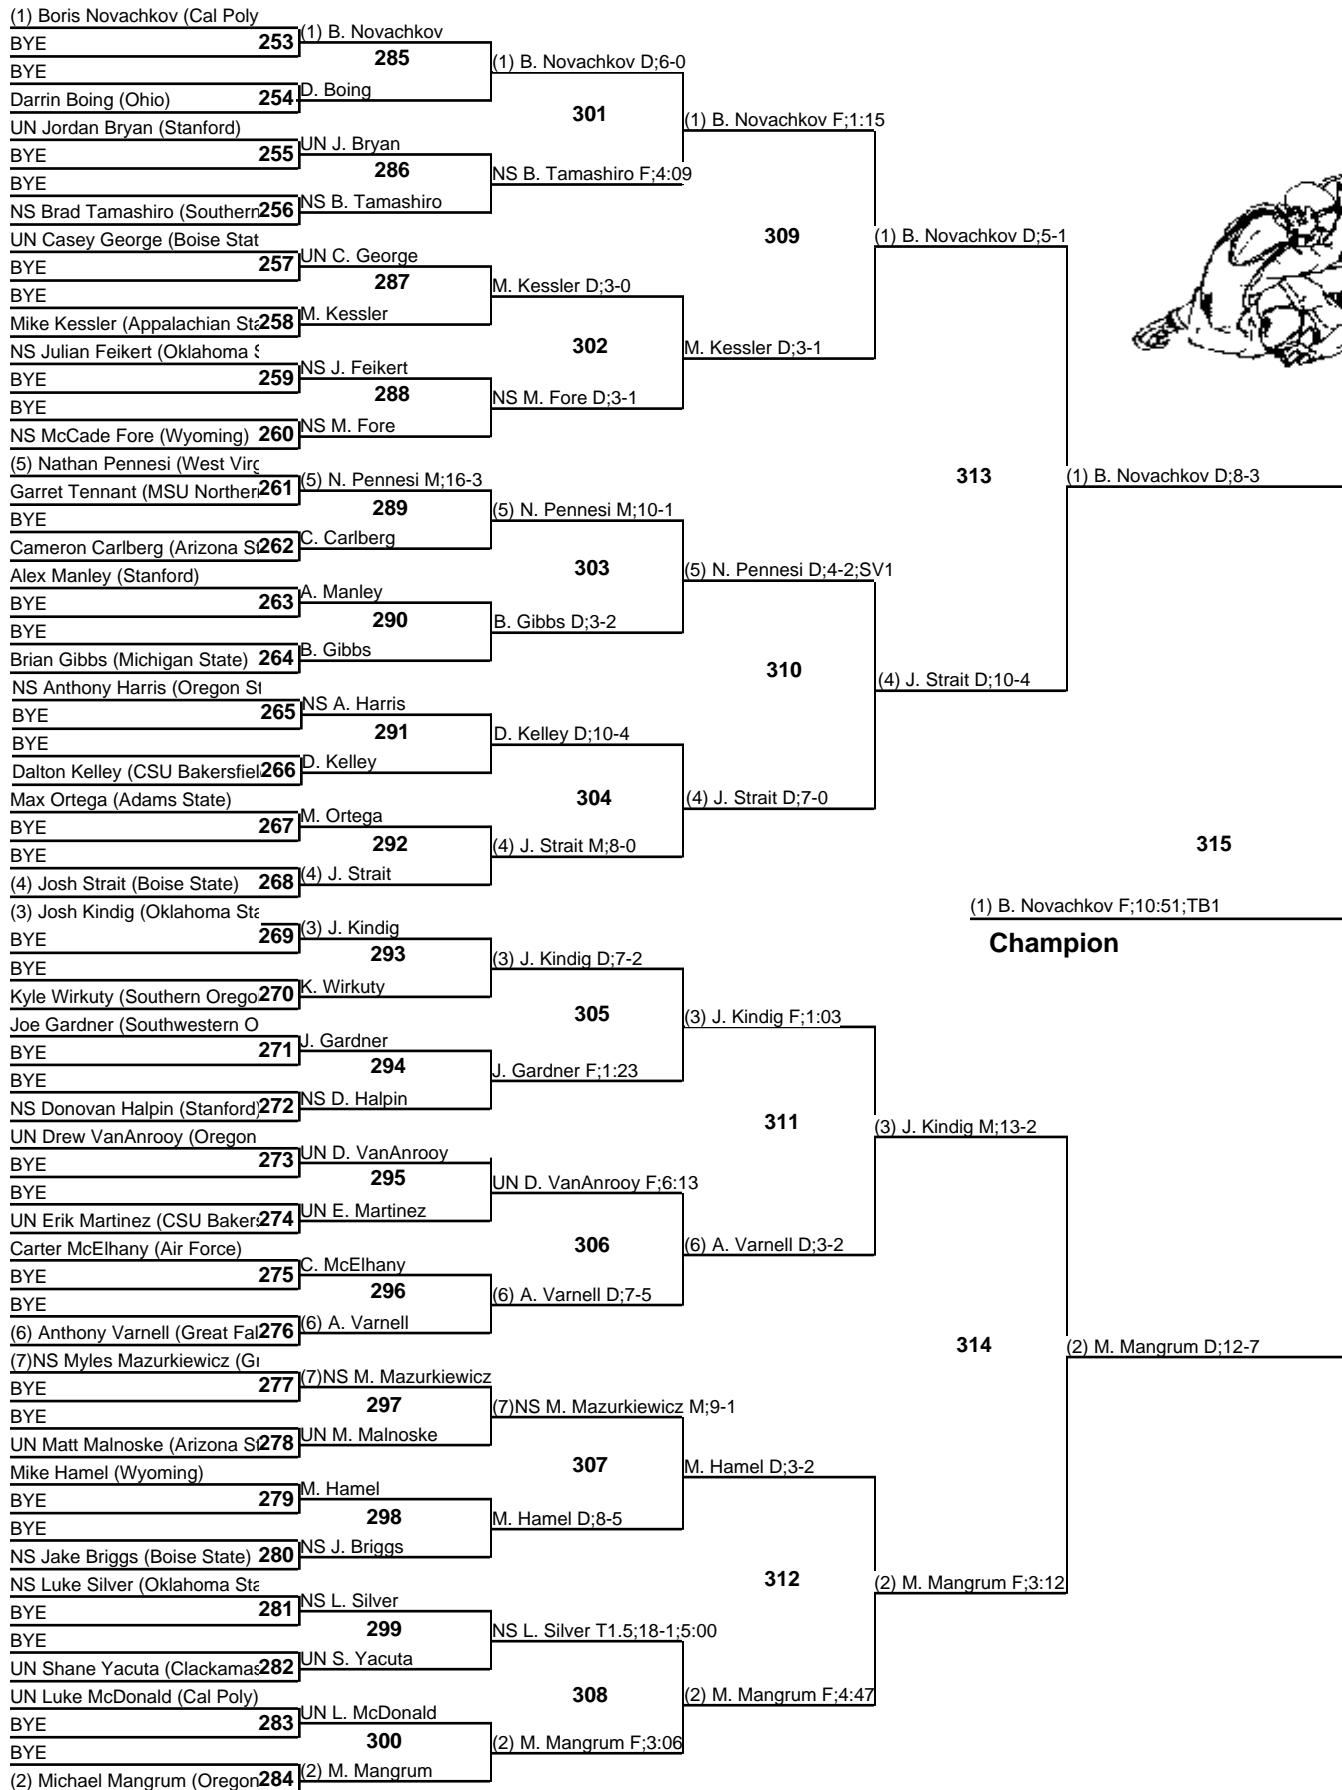 (1) Boris Novachkov (Cal Poly
BYE
253
BYE
Darrin Boing (Ohio)
254
UN Jordan Bryan (Stanford)
BYE
255
BYE
NS Brad Tamashiro (Southern
256
UN Casey George (Boise Stat
BYE
257
BYE
Mike Kessler (Appalachian Sta
258
NS Julian Feikert (Oklahoma S
BYE
259
BYE
NS McCade Fore (Wyoming)
260
(5) Nathan Pennesi (West Virg
Garret Tennant (MSU Northern
261
BYE
Cameron Carlberg (Arizona St
262
Alex Manley (Stanford)
BYE
263
BYE
Brian Gibbs (Michigan State)
264
NS Anthony Harris (Oregon St
BYE
265
BYE
Dalton Kelley (CSU Bakersfiel
266
Max Ortega (Adams State)
BYE
267
BYE
(4) Josh Strait (Boise State)
268
(3) Josh Kindig (Oklahoma Sta
BYE
269
BYE
Kyle Wirkuty (Southern Orego
270
Joe Gardner (Southwestern O
BYE
271
BYE
NS Donovan Halpin (Stanford)
272
UN Drew VanAnrooy (Oregon
BYE
273
BYE
UN Erik Martinez (CSU Bakers
274
Carter McElhany (Air Force)
BYE
275
BYE
(6) Anthony Varnell (Great Fal
276
(7)NS Myles Mazurkiewicz (Gr
BYE
277
BYE
UN Matt Malnoske (Arizona St
278
Mike Hamel (Wyoming)
BYE
279
BYE
NS Jake Briggs (Boise State)
280
NS Luke Silver (Oklahoma Sta
BYE
281
BYE
UN Shane Yacuta (Clackamas
282
UN Luke McDonald (Cal Poly)
BYE
283
BYE
(2) Michael Mangrum (Oregon
284
(1) B. Novachkov
285
D. Boing
UN J. Bryan
286
NS B. Tamashiro
UN C. George
287
M. Kessler
NS J. Feikert
288
NS M. Fore
(5) N. Pennesi M;16-3
289
C. Carlberg
A. Manley
290
B. Gibbs
NS A. Harris
291
D. Kelley
M. Ortega
292
(4) J. Strait
(3) J. Kindig
293
K. Wirkuty
J. Gardner
294
NS D. Halpin
UN D. VanAnrooy
295
UN E. Martinez
C. McElhany
296
(6) A. Varnell
(7)NS M. Mazurkiewicz
297
UN M. Malnoske
M. Hamel
298
NS J. Briggs
NS L. Silver
299
UN S. Yacuta
UN L. McDonald
300
(2) M. Mangrum
(1) B. Novachkov D;6-0
301
NS B. Tamashiro F;4:09
M. Kessler D;3-0
302
NS M. Fore D;3-1
(5) N. Pennesi M;10-1
303
B. Gibbs D;3-2
D. Kelley D;10-4
304
(4) J. Strait M;8-0
(3) J. Kindig D;7-2
305
J. Gardner F;1:23
UN D. VanAnrooy F;6:13
306
(6) A. Varnell D;7-5
(7)NS M. Mazurkiewicz M;9-1
307
M. Hamel D;8-5
NS L. Silver T1.5;18-1;5:00
308
(2) M. Mangrum F;3:06
(1) B. Novachkov F;1:15
309
M. Kessler D;3-1
(5) N. Pennesi D;4-2;SV1
310
(4) J. Strait D;7-0
(3) J. Kindig F;1:03
311
(6) A. Varnell D;3-2
M. Hamel D;3-2
312
(2) M. Mangrum F;4:47
(1) B. Novachkov D;5-1
313
(4) J. Strait D;10-4
(3) J. Kindig M;13-2
314
(2) M. Mangrum F;3:12
(1) B. Novachkov D;8-3
315
(2) M. Mangrum D;12-7
(1) B. Novachkov F;10:51;TB1
Champion